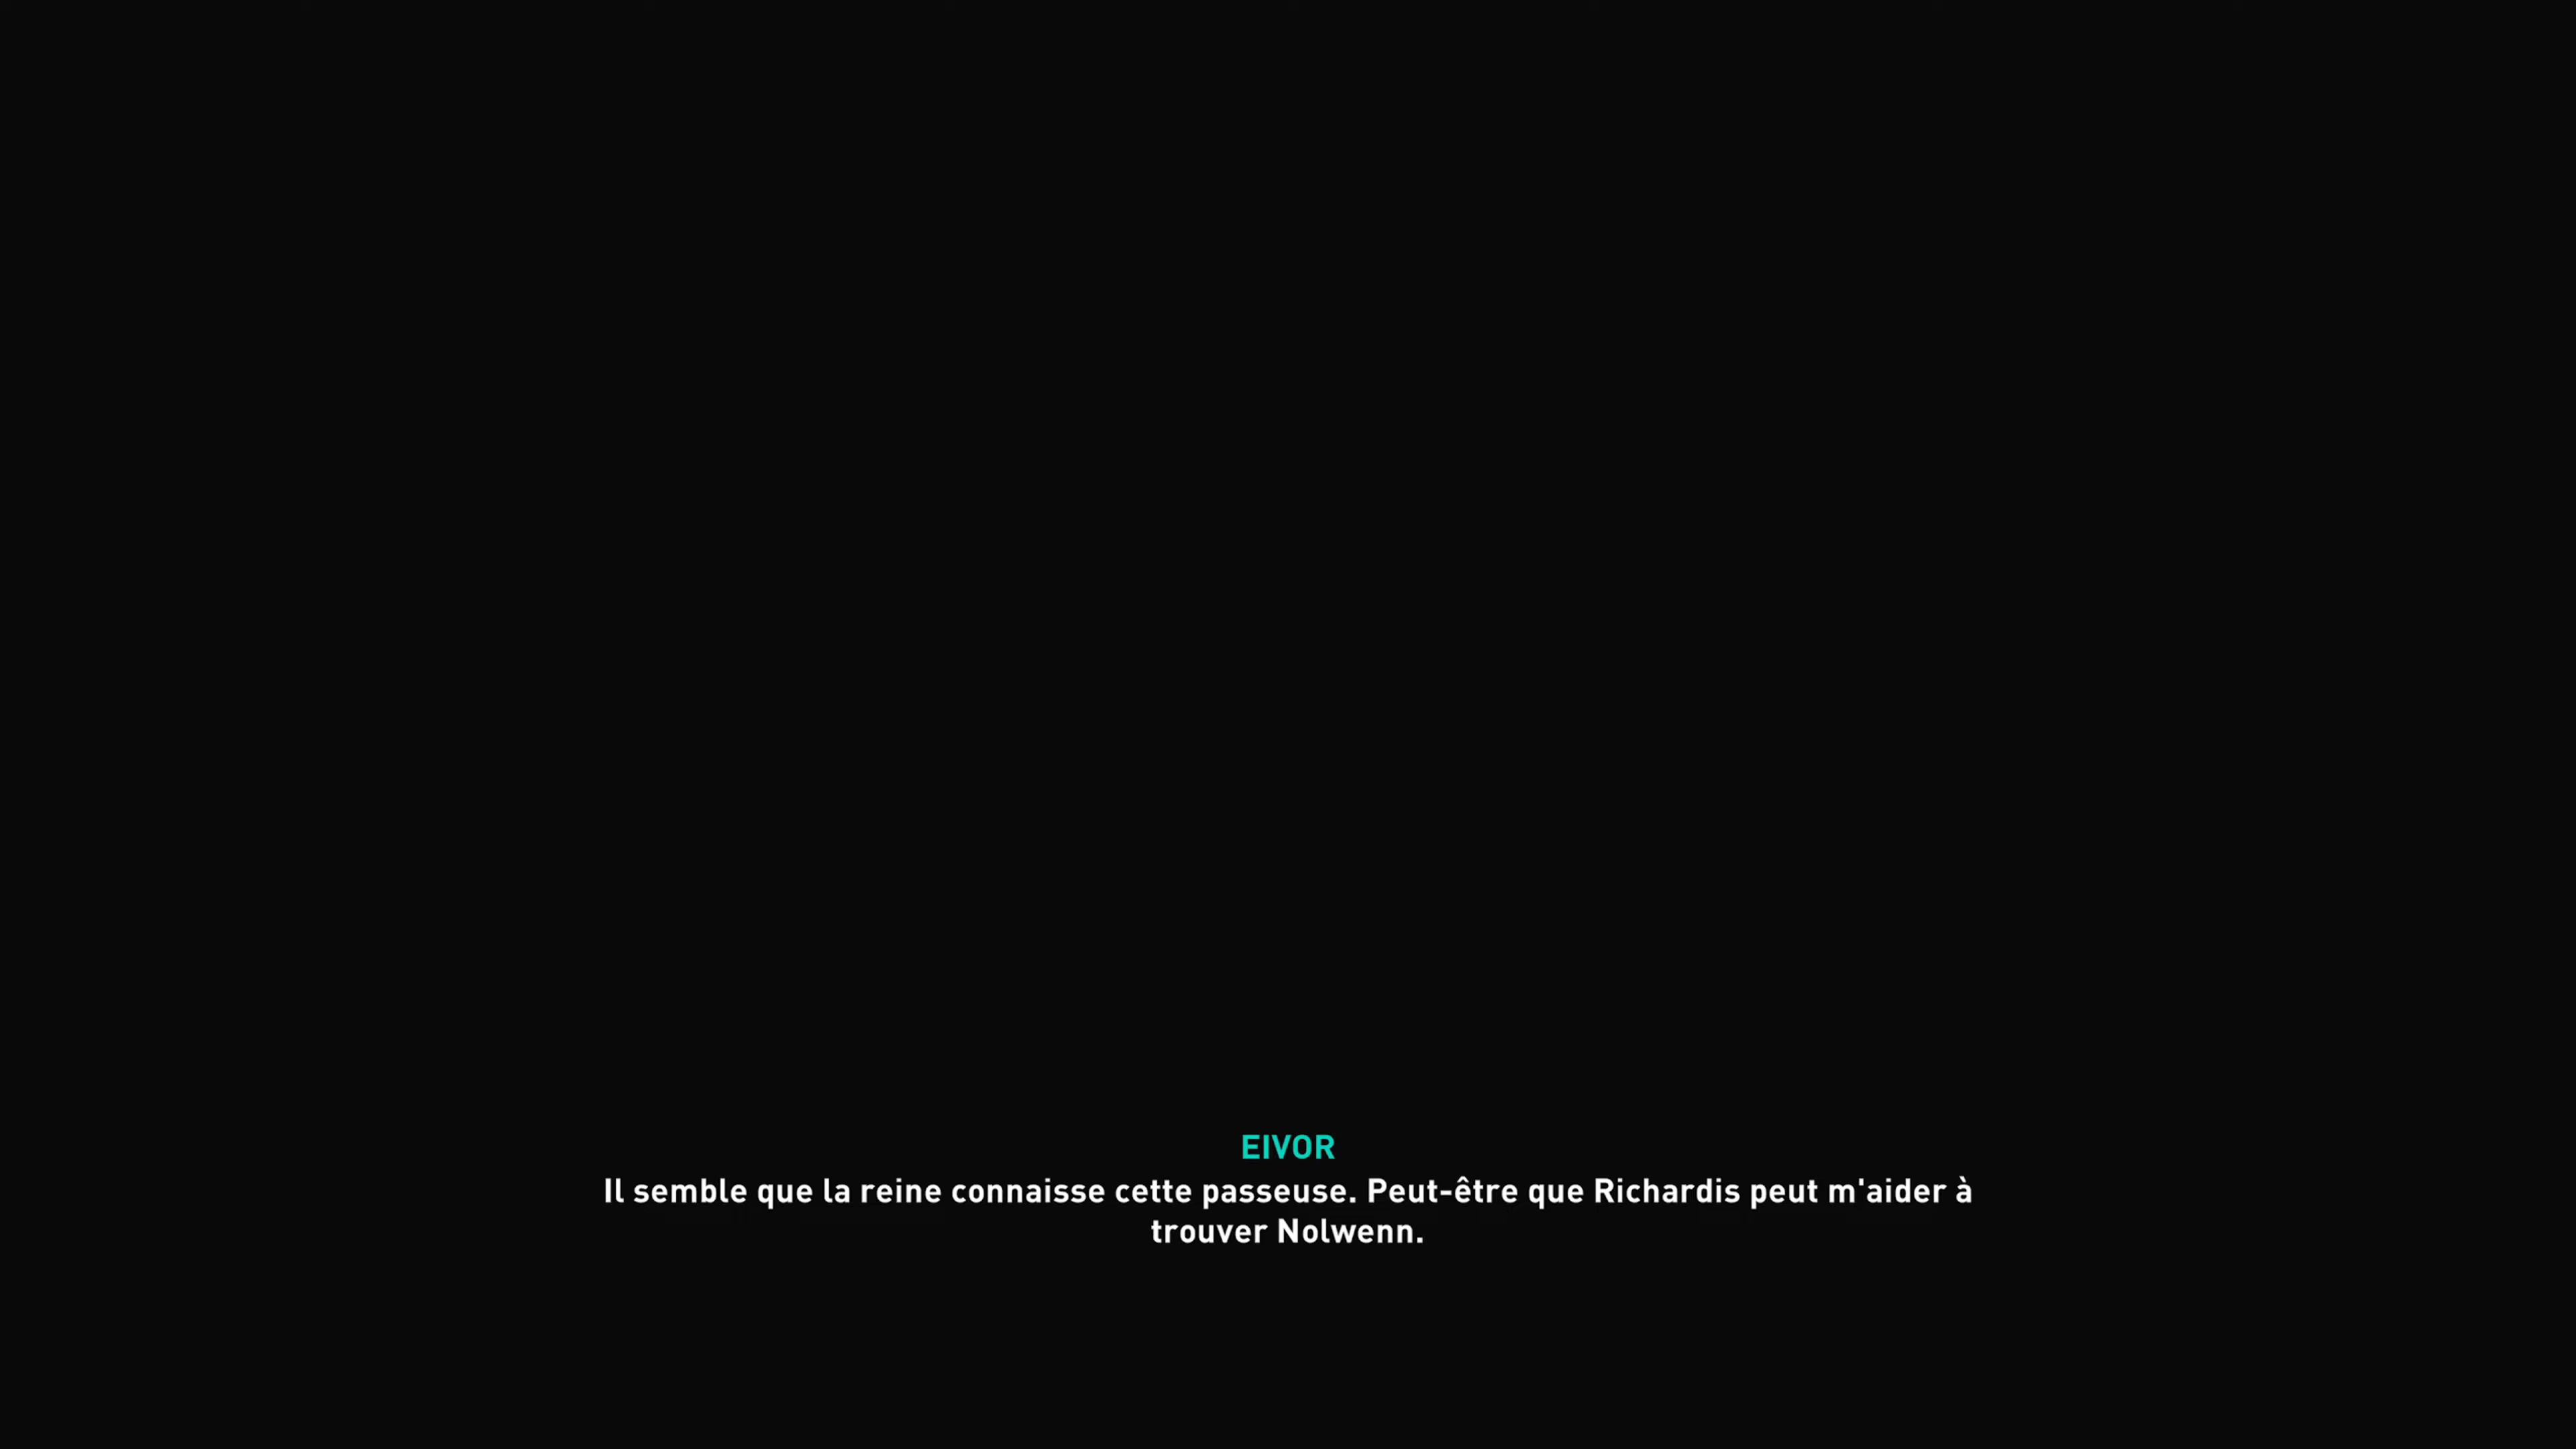 EIVOR
Il semble que la reine connaisse cette passeuse. Peut-être que Richardis peut m'aider à
trouver Nolwenn.